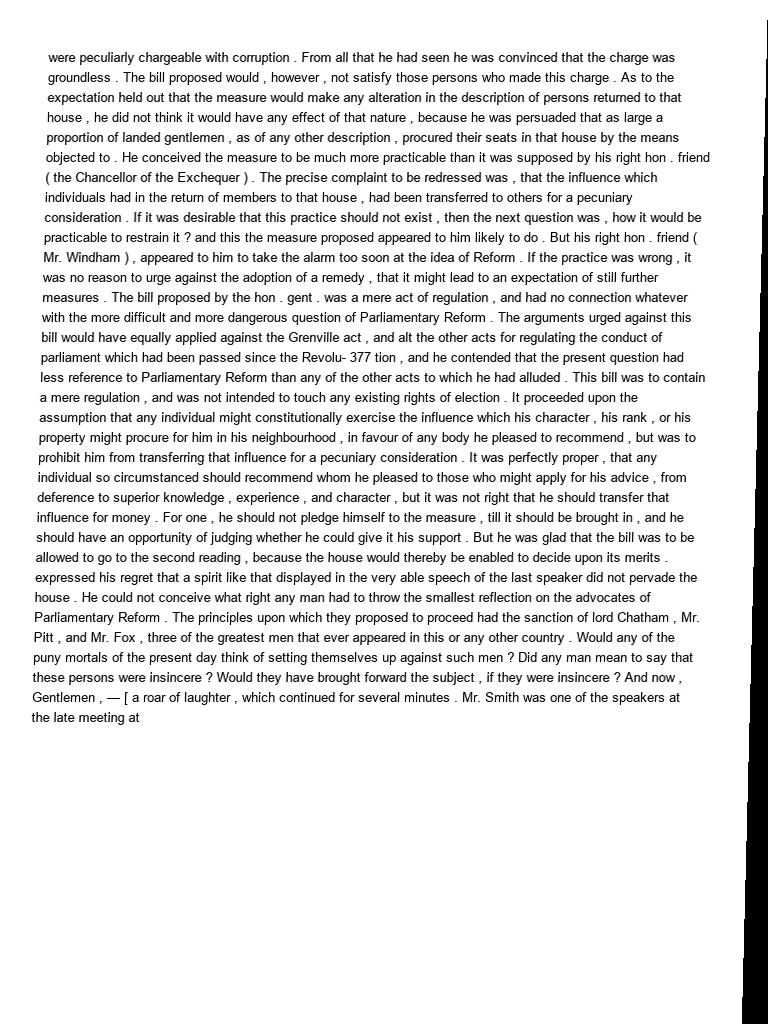 were peculiarly chargeable with corruption . From all that he had seen he was convinced that the charge was
groundless . The bill proposed would , however , not satisfy those persons who made this charge . As to the
expectation held out that the measure would make any alteration in the description of persons returned to that
house , he did not think it would have any effect of that nature , because he was persuaded that as large a
proportion of landed gentlemen , as of any other description , procured their seats in that house by the means
objected to . He conceived the measure to be much more practicable than it was supposed by his right hon . friend
( the Chancellor of the Exchequer ) . The precise complaint to be redressed was , that the influence which
individuals had in the return of members to that house , had been transferred to others for a pecuniary
consideration . If it was desirable that this practice should not exist , then the next question was , how it would be
practicable to restrain it ? and this the measure proposed appeared to him likely to do . But his right hon . friend (
Mr. Windham ) , appeared to him to take the alarm too soon at the idea of Reform . If the practice was wrong , it
was no reason to urge against the adoption of a remedy , that it might lead to an expectation of still further
measures . The bill proposed by the hon . gent . was a mere act of regulation , and had no connection whatever
with the more difficult and more dangerous question of Parliamentary Reform . The arguments urged against this
bill would have equally applied against the Grenville act , and alt the other acts for regulating the conduct of
parliament which had been passed since the Revolu- 377 tion , and he contended that the present question had
less reference to Parliamentary Reform than any of the other acts to which he had alluded . This bill was to contain
a mere regulation , and was not intended to touch any existing rights of election . It proceeded upon the
assumption that any individual might constitutionally exercise the influence which his character , his rank , or his
property might procure for him in his neighbourhood , in favour of any body he pleased to recommend , but was to
prohibit him from transferring that influence for a pecuniary consideration . It was perfectly proper , that any
individual so circumstanced should recommend whom he pleased to those who might apply for his advice , from
deference to superior knowledge , experience , and character , but it was not right that he should transfer that
influence for money . For one , he should not pledge himself to the measure , till it should be brought in , and he
should have an opportunity of judging whether he could give it his support . But he was glad that the bill was to be
allowed to go to the second reading , because the house would thereby be enabled to decide upon its merits .
expressed his regret that a spirit like that displayed in the very able speech of the last speaker did not pervade the
house . He could not conceive what right any man had to throw the smallest reflection on the advocates of
Parliamentary Reform . The principles upon which they proposed to proceed had the sanction of lord Chatham , Mr.
Pitt , and Mr. Fox , three of the greatest men that ever appeared in this or any other country . Would any of the
puny mortals of the present day think of setting themselves up against such men ? Did any man mean to say that
these persons were insincere ? Would they have brought forward the subject , if they were insincere ? And now ,
Gentlemen , — [ a roar of laughter , which continued for several minutes . Mr. Smith was one of the speakers at
the late meeting at